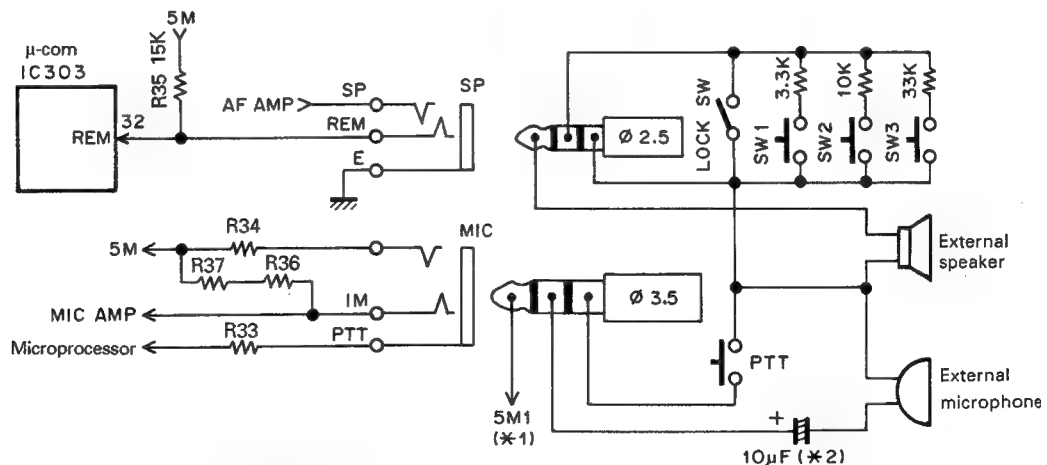 5M
μ-com
IC303
R35 15K
REM
32
AF AMP
SP
REM
E
SP
Ø 2.5
LOCK SW
3.3K
SW1
10K
SW2
33K
SW3
External
speaker
5M
R34
R37
R36
MIC
MIC AMP
IM
Microprocessor
R33
PTT
Ø 3.5
5M1
(*1)
PTT
+
10μF (*2)
External
microphone